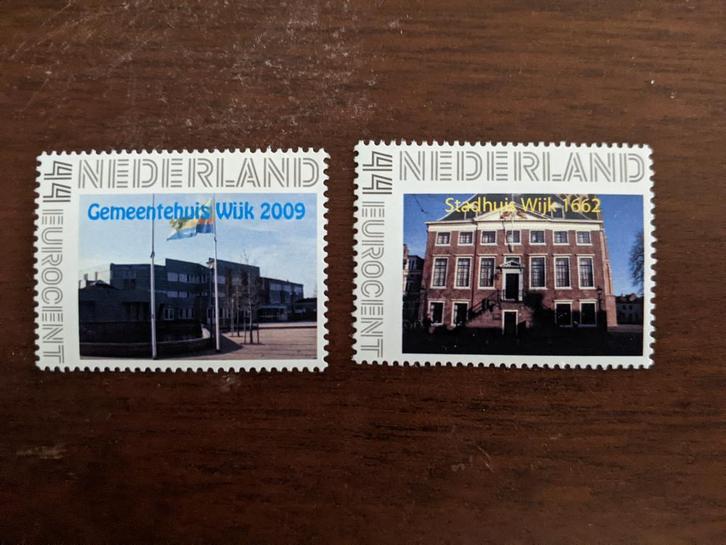 NEDERLAND
44 EUROCENT
Gemeentehuis Wijk 2009
NEDERLAND
44 EUROCENT
Stadhuis Wijk 1662